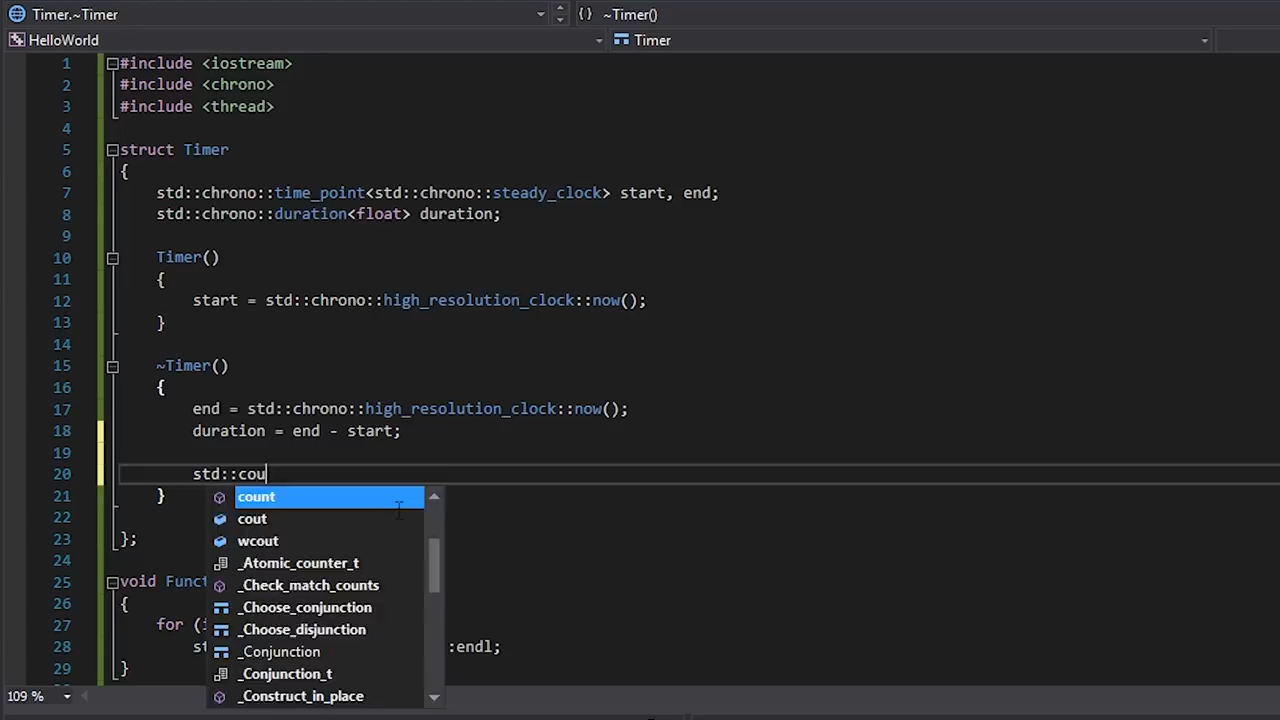 Timer.~Timer
{} ~Timer()
HelloWorld
Timer
1 #include <iostream>
2 #include <chrono>
3 #include <thread>
4
5 struct Timer
6 {
7 std::chrono::time_point<std::chrono::steady_clock> start, end;
8 std::chrono::duration<float> duration;
9
10 Timer()
11 {
12 start = std::chrono::high_resolution_clock::now();
13 }
14
15 ~Timer()
16 {
17 end = std::chrono::high_resolution_clock::now();
18 duration = end - start;
19
20 std::cou
21 }
22
23 };
24
25 void Funct
26 {
27 for (i
28 st :endl;
29 }
count
cout
wcout
_Atomic_counter_t
_Check_match_counts
_Choose_conjunction
_Choose_disjunction
_Conjunction
_Conjunction_t
_Construct_in_place
109 %